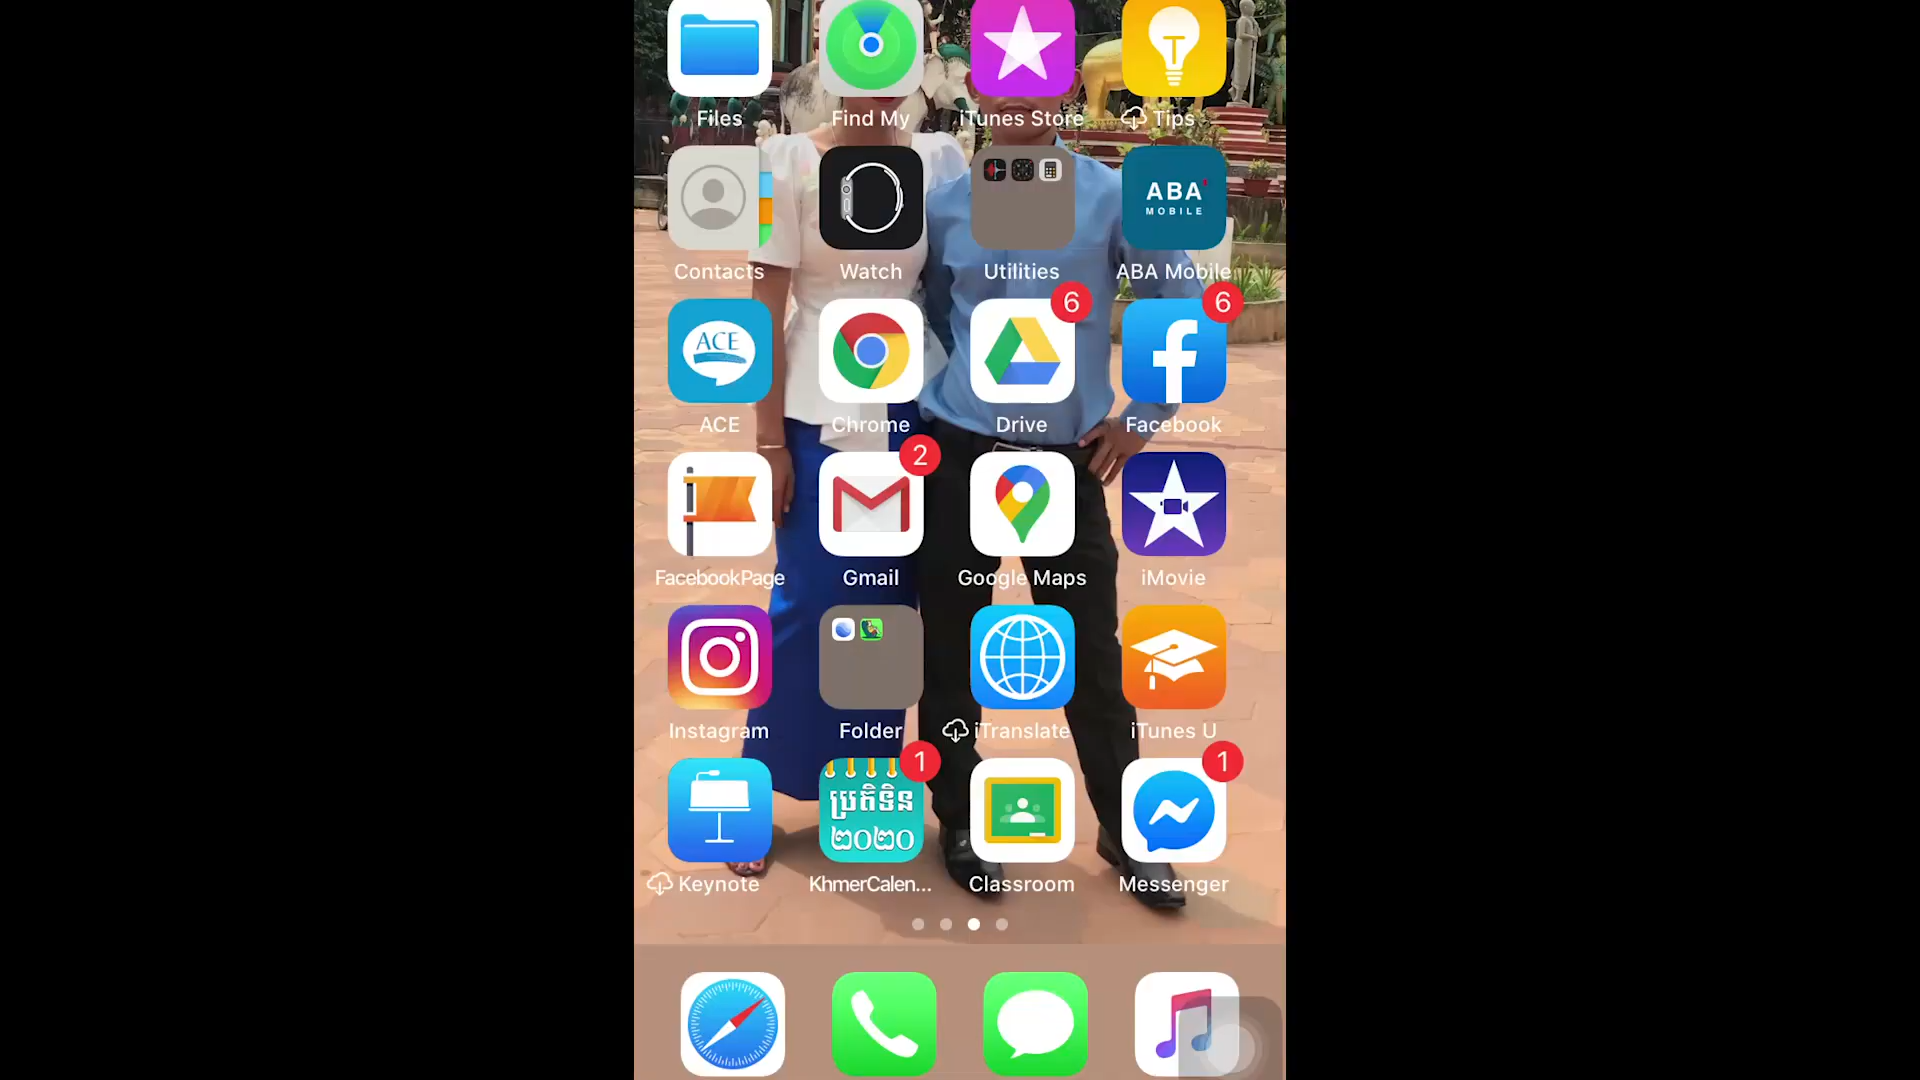 Files
Find My
iTunes Store
Tips
ABA
MOBILE
Contacts
Watch
Utilities
ABA Mobile
6
6
ACE
ACE
Chrome
Drive
Facebook
2
FacebookPage
Gmail
Google Maps
iMovie
Instagram
Folder
iTranslate
iTunes U
1
1
ប្រតិទិន
២០២០
Keynote
KhmerCalen...
Classroom
Messenger